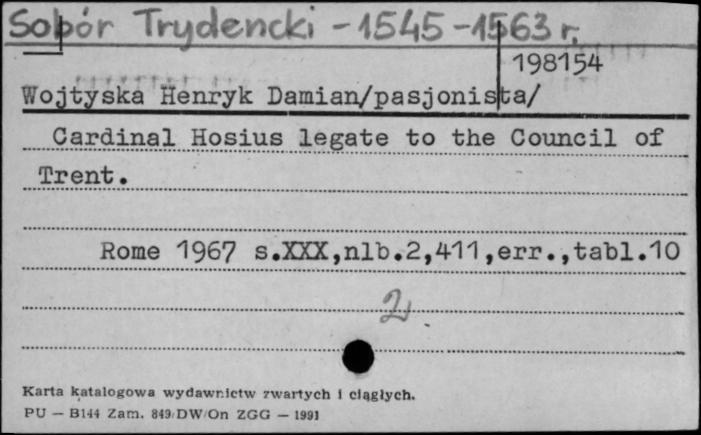 Sobór Trydencki - 1545 - 1563 r.
198154
Wojtyska Henryk Damian/pasjonista/
Cardinal Hosius legate to the Council of
Trent.
Rome 1967 s.XXX,nlb.2,411,err.,tabl.10
2
Karta katalogowa wydawnictw zwartych i ciągłych.
PU — B144 Zam. 849/DW/On ZGG — 1991